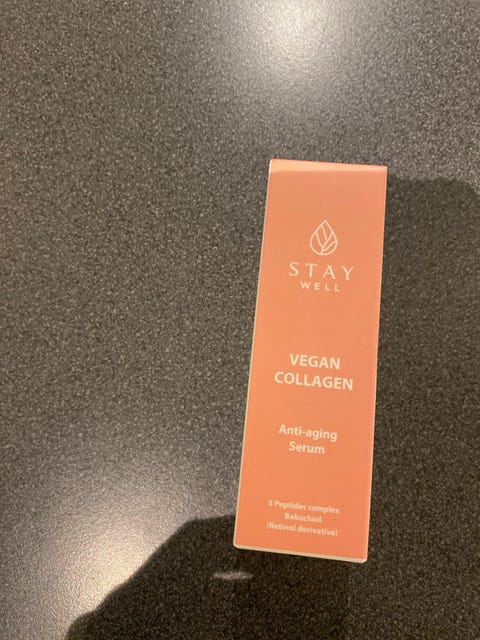 STAY
WELL
VEGAN
COLLAGEN
Anti-aging
Serum
5 Peptides complex
Bakuchiol
(Retinol derivative)